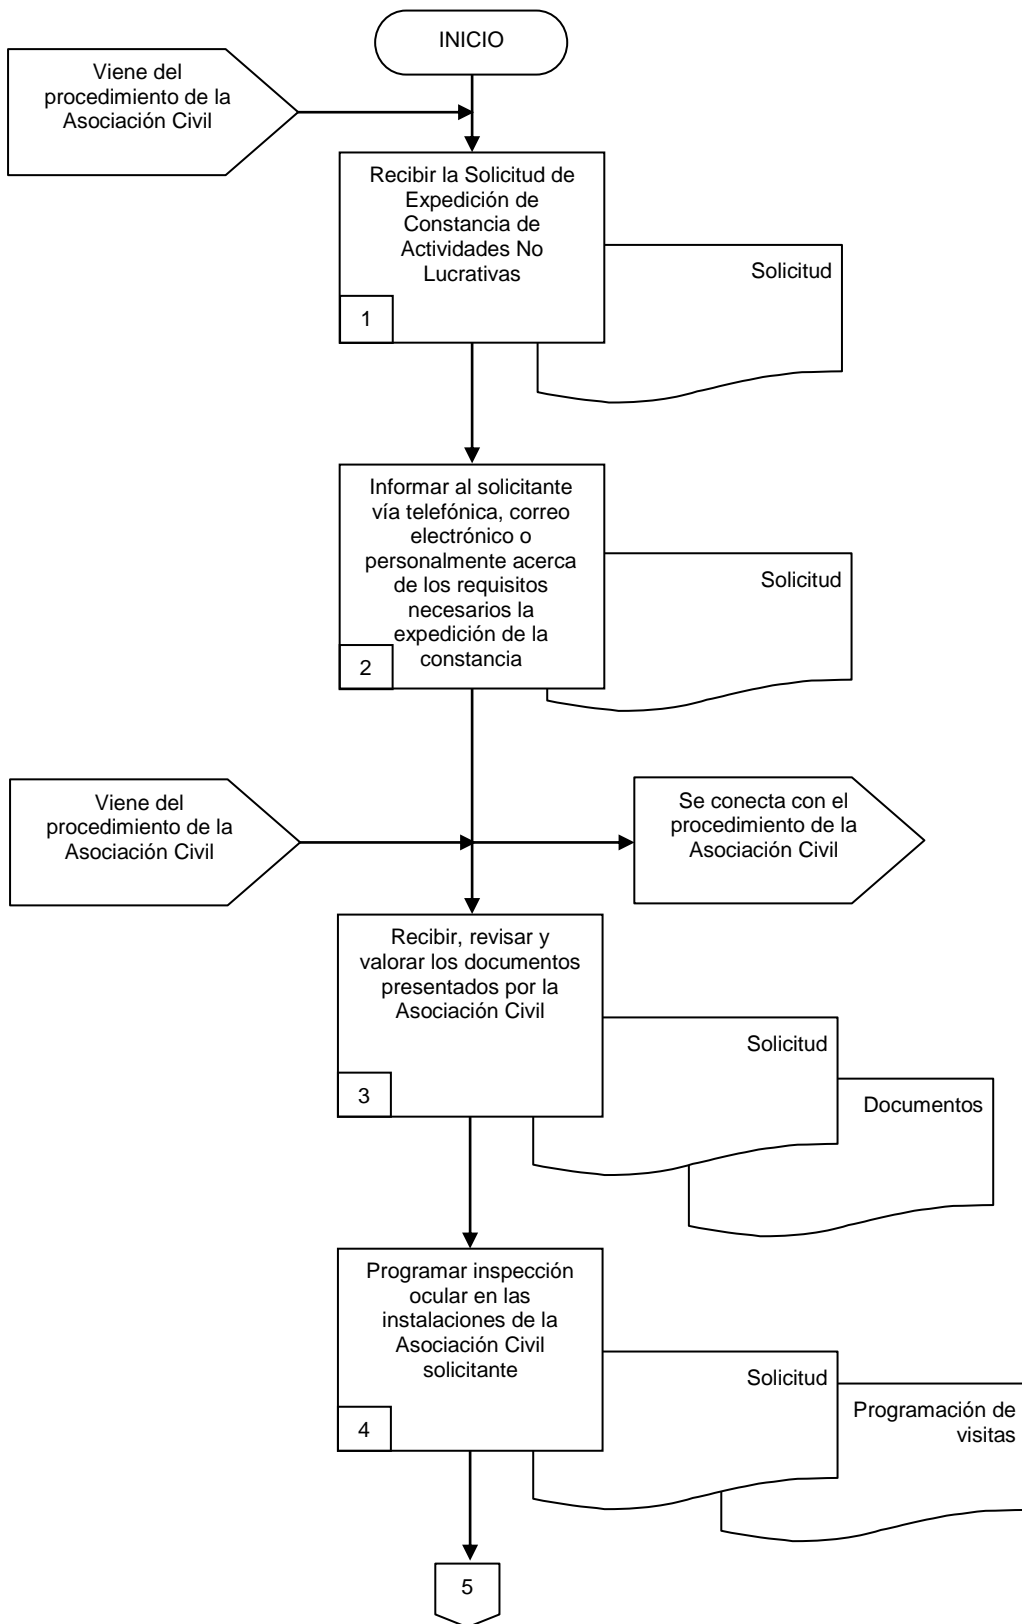 INICIO
Viene del
procedimiento de la
Asociación Civil
Recibir la Solicitud de
Expedición de
Constancia de
Actividades No
Lucrativas
1
Solicitud
Informar al solicitante
vía telefónica, correo
electrónico o
personalmente acerca
de los requisitos
necesarios la
expedición de la
constancia
2
Solicitud
Viene del
procedimiento de la
Asociación Civil
Se conecta con el
procedimiento de la
Asociación Civil
Recibir, revisar y
valorar los documentos
presentados por la
Asociación Civil
3
Solicitud
Documentos
Programar inspección
ocular en las
instalaciones de la
Asociación Civil
solicitante
4
Solicitud
Programación de
visitas
5